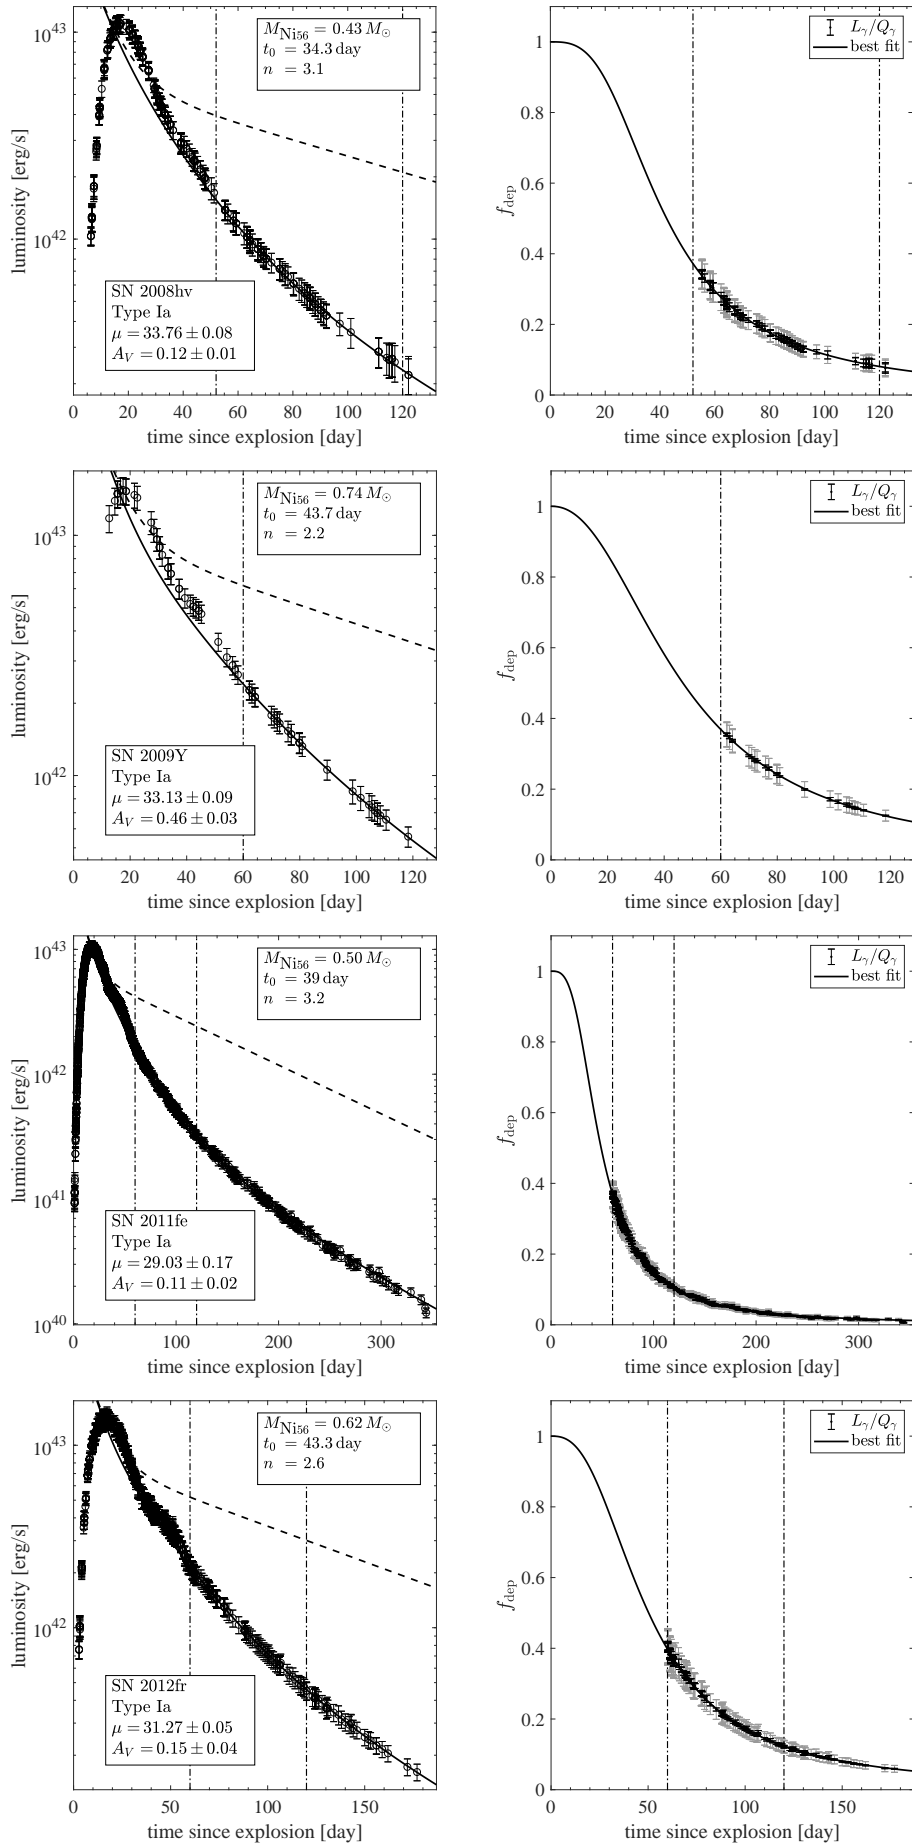 M_Ni56 = 0.43 M_⊙
t_0 = 34.3 day
n = 3.1
SN 2008hv
Type Ia
μ = 33.76 ± 0.08
A_V = 0.12 ± 0.01
luminosity [erg/s]
10^43
10^42
0 20 40 60 80 100 120
time since explosion [day]
L_γ/Q_γ
best fit
f_dep
1
0.8
0.6
0.4
0.2
0
0 20 40 60 80 100 120
time since explosion [day]
M_Ni56 = 0.74 M_⊙
t_0 = 43.7 day
n = 2.2
SN 2009Y
Type Ia
μ = 33.13 ± 0.09
A_V = 0.46 ± 0.03
luminosity [erg/s]
10^43
10^42
0 20 40 60 80 100 120
time since explosion [day]
L_γ/Q_γ
best fit
f_dep
1
0.8
0.6
0.4
0.2
0
0 20 40 60 80 100 120
time since explosion [day]
M_Ni56 = 0.50 M_⊙
t_0 = 39 day
n = 3.2
SN 2011fe
Type Ia
μ = 29.03 ± 0.17
A_V = 0.11 ± 0.02
luminosity [erg/s]
10^43
10^42
10^41
10^40
0 100 200 300
time since explosion [day]
L_γ/Q_γ
best fit
f_dep
1
0.8
0.6
0.4
0.2
0
0 100 200 300
time since explosion [day]
M_Ni56 = 0.62 M_⊙
t_0 = 43.3 day
n = 2.6
SN 2012fr
Type Ia
μ = 31.27 ± 0.05
A_V = 0.15 ± 0.04
luminosity [erg/s]
10^43
10^42
0 50 100 150
time since explosion [day]
L_γ/Q_γ
best fit
f_dep
1
0.8
0.6
0.4
0.2
0
0 50 100 150
time since explosion [day]